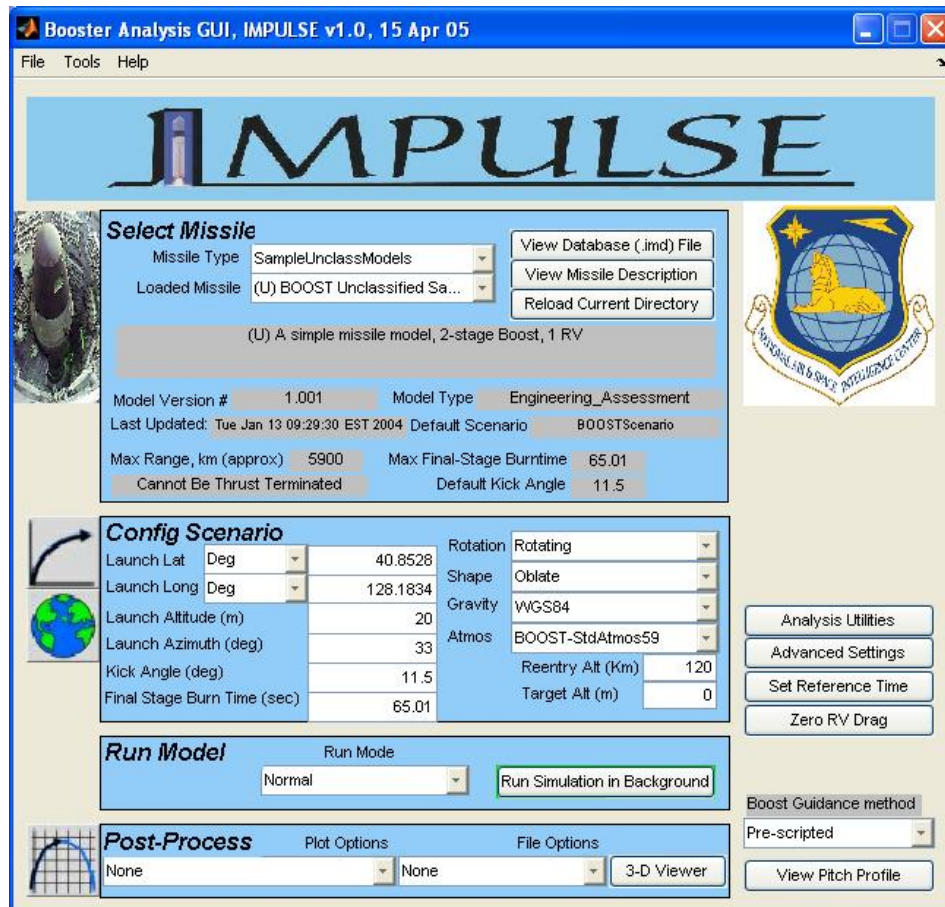 Booster Analysis GUI, IMPULSE v1.0, 15 Apr 05
File Tools Help
IMPULSE
Select Missile
Missile Type SampleUnclassModels
Loaded Missile (U) BOOST Unclassified Sa...
View Database (.imd) File
View Missile Description
Reload Current Directory
(U) A simple missile model, 2-stage Boost, 1 RV
Model Version # 1.001 Model Type Engineering_Assessment
Last Updated: Tue Jan 13 09:29:30 EST 2004 Default Scenario BOOSTScenario
Max Range, km (approx) 5900 Max Final-Stage Burntime 65.01
Cannot Be Thrust Terminated Default Kick Angle 11.5
NATIONAL AIR & SPACE INTELLIGENCE CENTER
Config Scenario
Launch Lat Deg 40.8528
Launch Long Deg 128.1834
Launch Altitude (m) 20
Launch Azimuth (deg) 33
Kick Angle (deg) 11.5
Final Stage Burn Time (sec) 65.01
Rotation Rotating
Shape Oblate
Gravity WGS84
Atmos BOOST-StdAtmos59
Reentry Alt (Km) 120
Target Alt (m) 0
Analysis Utilities
Advanced Settings
Set Reference Time
Zero RV Drag
Run Model
Run Mode
Normal
Run Simulation in Background
Boost Guidance method
Pre-scripted
View Pitch Profile
Post-Process
Plot Options
None
File Options
None
3-D Viewer